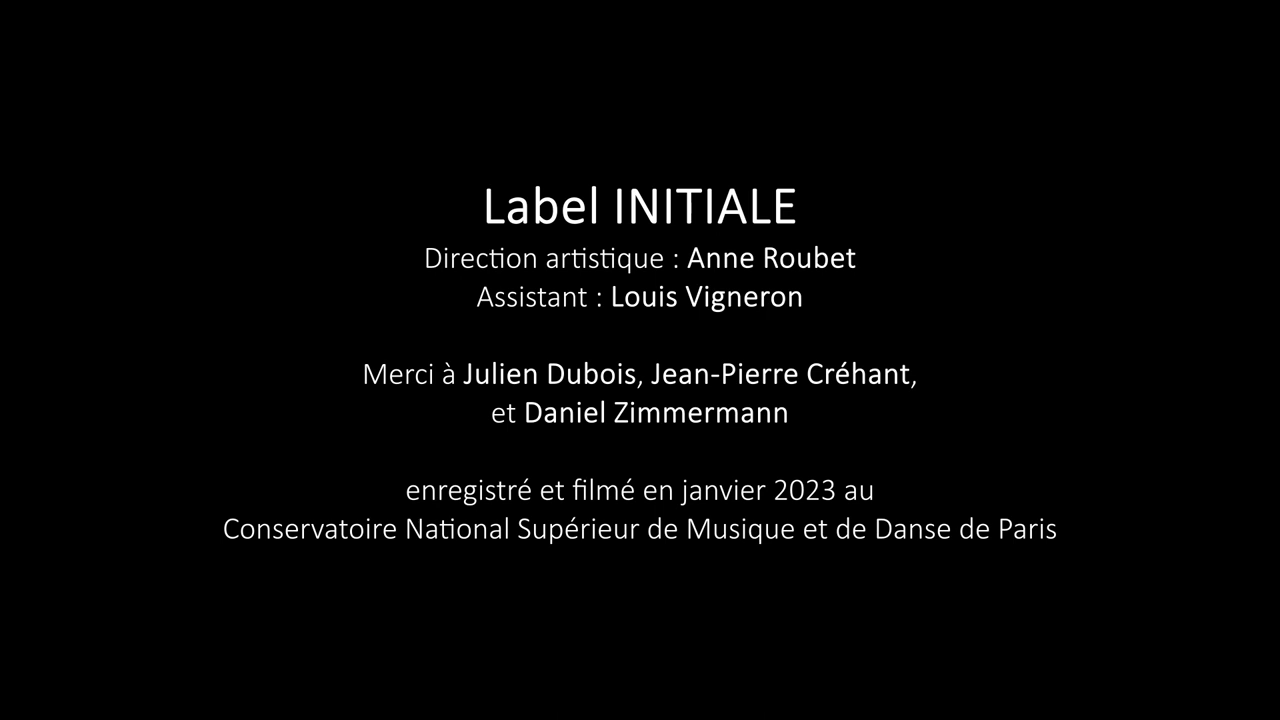 Label INITIALE
Direction artistique : Anne Roubet
Assistant : Louis Vigneron
Merci à Julien Dubois, Jean-Pierre Créhant,
et Daniel Zimmermann
enregistré et filmé en janvier 2023 au
Conservatoire National Supérieur de Musique et de Danse de Paris